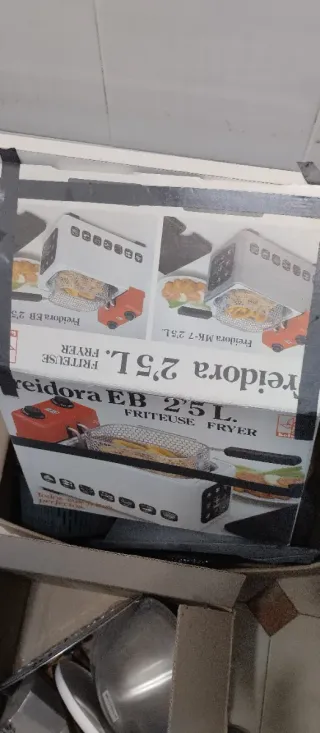 Freidora EB 2'5
Freidora MK-7 2'5 L.
FRITEUSE
FRYER
reidora 2'5 L.
reidora EB 2'5 L.
FRITEUSE FRYER